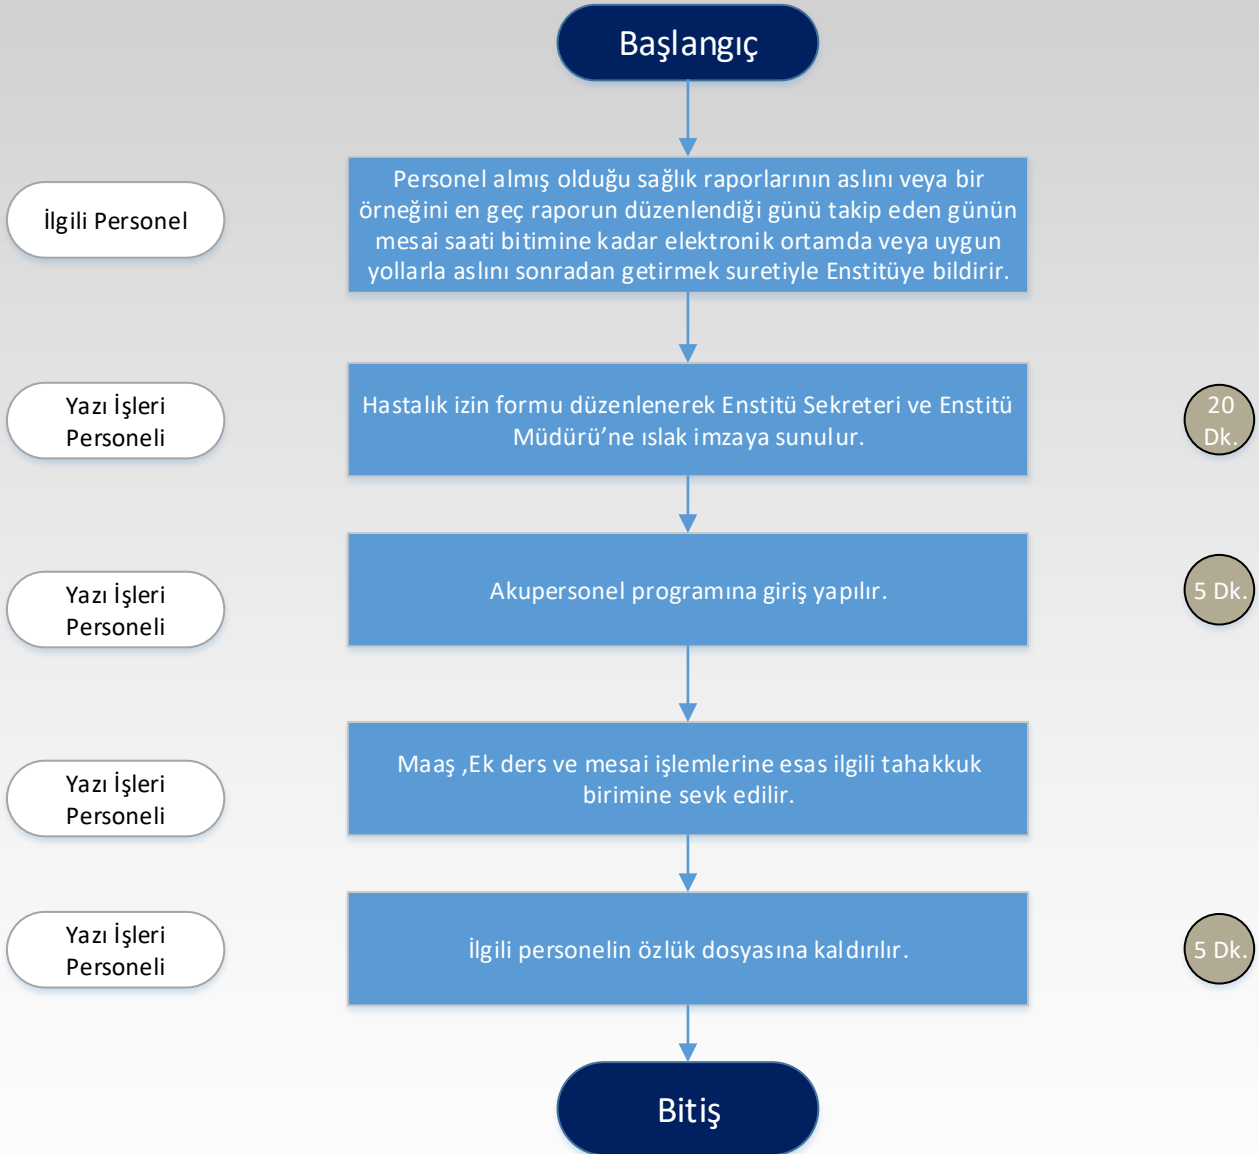 Başlangıç
İlgili Personel
Personel almış olduğu sağlık raporlarının aslını veya bir
örneğini en geç raporun düzenlendiği günü takip eden günün
mesai saati bitimine kadar elektronik ortamda veya uygun
yollarla aslını sonradan getirmek suretiyle Enstitüye bildirir.
Yazı İşleri
Personeli
Hastalık izin formu düzenlenerek Enstitü Sekreteri ve Enstitü
Müdürü’ne ıslak imzaya sunulur.
20
Dk.
Yazı İşleri
Personeli
Akupersonel programına giriş yapılır.
5 Dk.
Yazı İşleri
Personeli
Maaş ,Ek ders ve mesai işlemlerine esas ilgili tahakkuk
birimine sevk edilir.
Yazı İşleri
Personeli
İlgili personelin özlük dosyasına kaldırılır.
5 Dk.
Bitiş